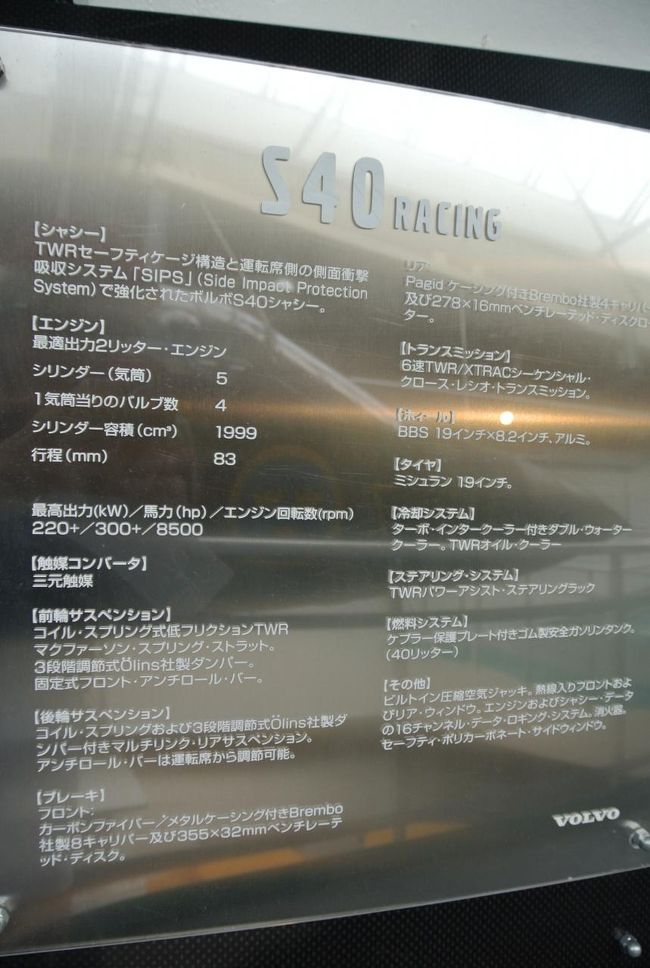 S40 RACING
【シャシー】
TWRセーフティケージ構造と運転席側の側面衝撃
吸収システム「SIPS」(Side Impact Protection
System)で強化されたボルボS40シャシー。
【エンジン】
最適出力2リッター・エンジン
シリンダー(気筒) 5
1気筒当りのバルブ数 4
シリンダー容積(cm³) 1999
行程(mm) 83
最高出力(kW)/馬力(hp)/エンジン回転数(rpm)
220+/300+/8500
【触媒コンバータ】
三元触媒
【前輪サスペンション】
コイル・スプリング式低フリクションTWR
マクファーソン・スプリング・ストラット。
3段階調節式Ölins社製ダンパー。
固定式フロント・アンチロール・バー。
【後輪サスペンション】
コイル・スプリングおよび3段階調節式Ölins社製ダ
ンパー付きマルチリンク・リアサスペンション。
アンチロール・バーは運転席から調節可能。
【ブレーキ】
フロント:
カーボンファイバー/メタルケーシング付きBrembo
社製8キャリパー及び355×32mmベンチレーテ
ッド・ディスク。
リア
Pagid ケーシング付きBrembo社製4キャリパー
及び278×16mmベンチレーテッド・ディスクロー
ター。
【トランスミッション】
6速TWR/XTRACシーケンシャル・
クロース・レシオ・トランスミッション。
【ホイール】
BBS 19インチ×8.2インチ、アルミ。
【タイヤ】
ミシュラン 19インチ。
【冷却システム】
ターボ・インタークーラー付きダブル・ウォーター
クーラー。TWRオイル・クーラー
【ステアリング・システム】
TWRパワーアシスト・ステアリングラック
【燃料システム】
ケブラー保護プレート付きゴム製安全ガソリンタンク。
(40リッター)
【その他】
ビルトイン圧縮空気ジャッキ。熱線入りフロントおよ
びリア・ウィンドウ。エンジンおよびシャシー・データ
の16チャンネル・データ・ロギング・システム。消火器。
セーフティ・ポリカーボネート・サイドウィンドウ。
VOLVO